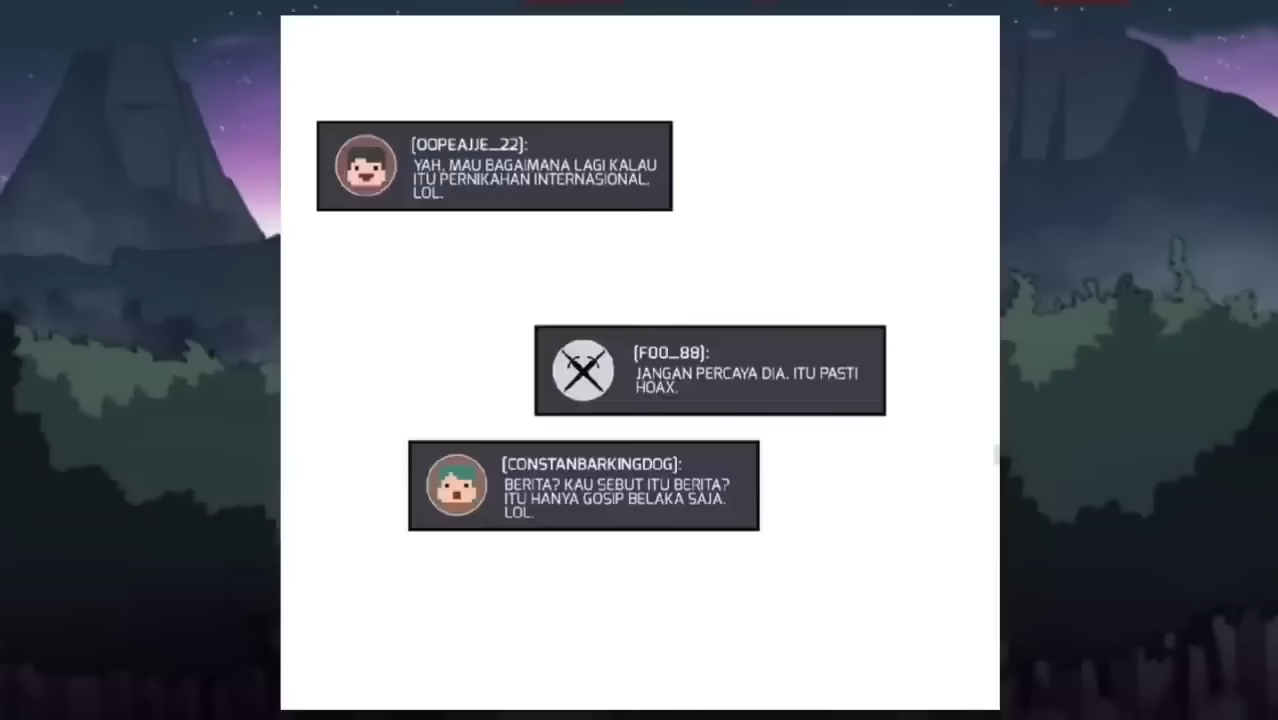 [OOPEAJJE_22]:
YAH, MAU BAGAIMANA LAGI KALAU
ITU PERNIKAHAN INTERNASIONAL.
LOL.
[FOO_88]:
JANGAN PERCAYA DIA. ITU PASTI
HOAX.
[CONSTANBARKINGDOG]:
BERITA? KAU SEBUT ITU BERITA?
ITU HANYA GOSIP BELAKA SAJA.
LOL.